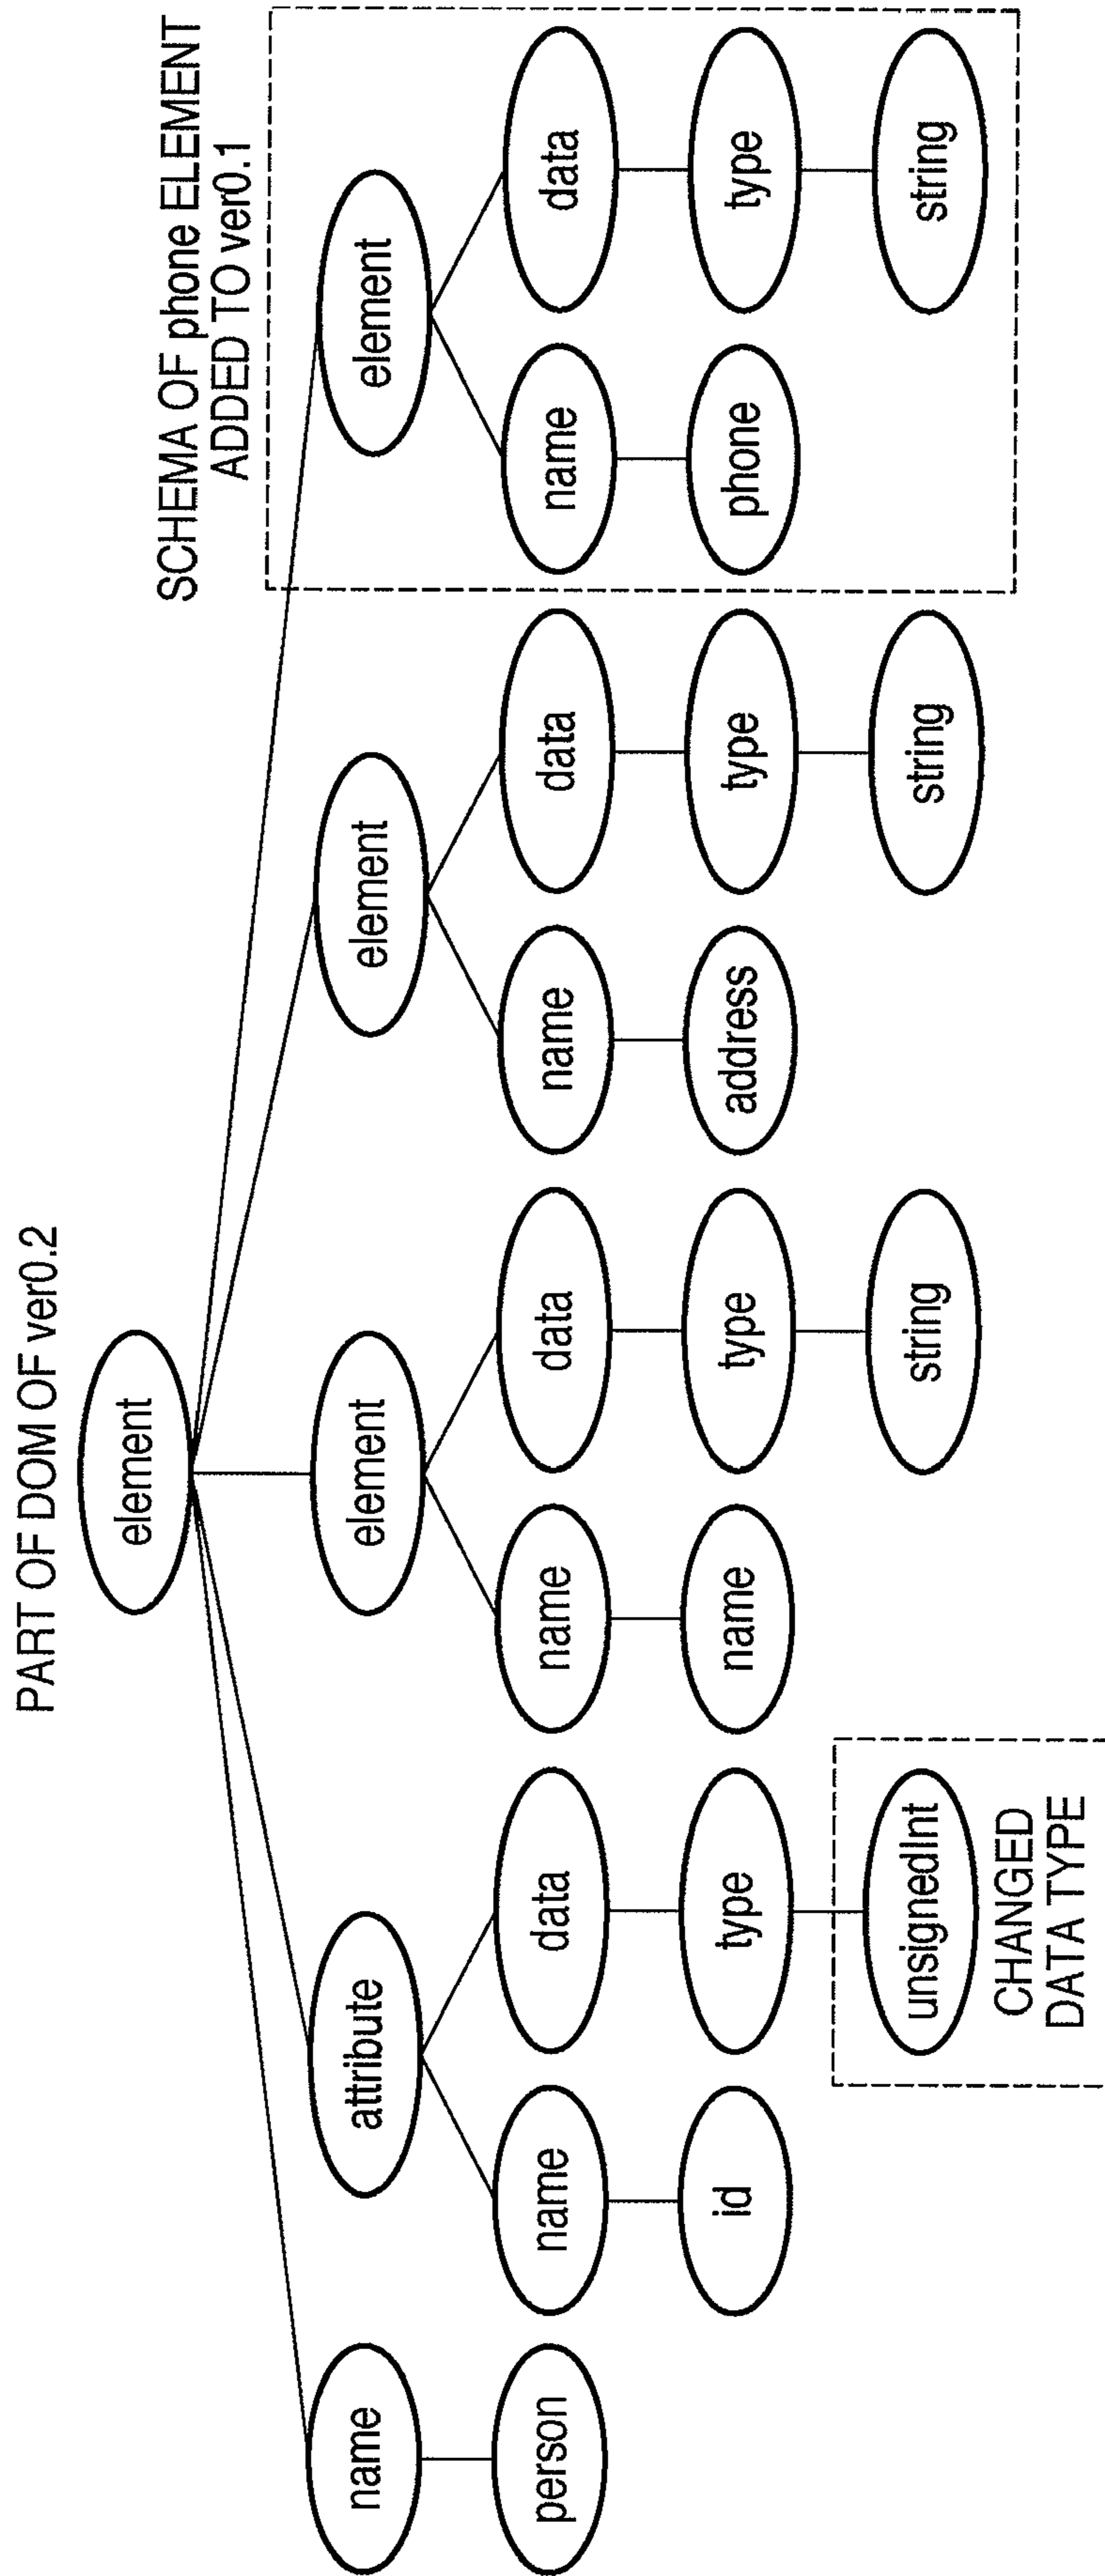 PART OF DOM OF ver0.2
SCHEMA OF phone ELEMENT
ADDED TO ver0.1
element
name
attribute
element
element
element
person
name
data
name
data
name
data
name
data
id
type
name
type
address
type
phone
type
unsignedInt
string
string
string
CHANGED
DATA TYPE